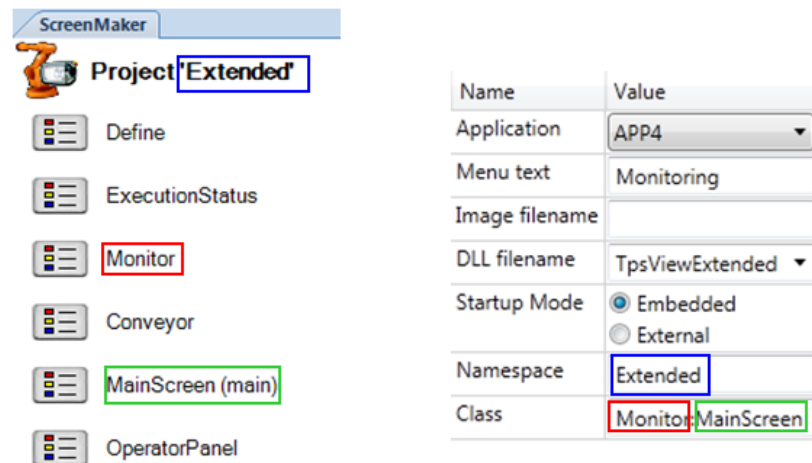 ScreenMaker
Project 'Extended'
Define
ExecutionStatus
Monitor
Conveyor
MainScreen (main)
OperatorPanel
Name Value
Application APP4
Menu text Monitoring
Image filename
DLL filename TpsViewExtended
Startup Mode Embedded
External
Namespace Extended
Class Monitor:MainScreen